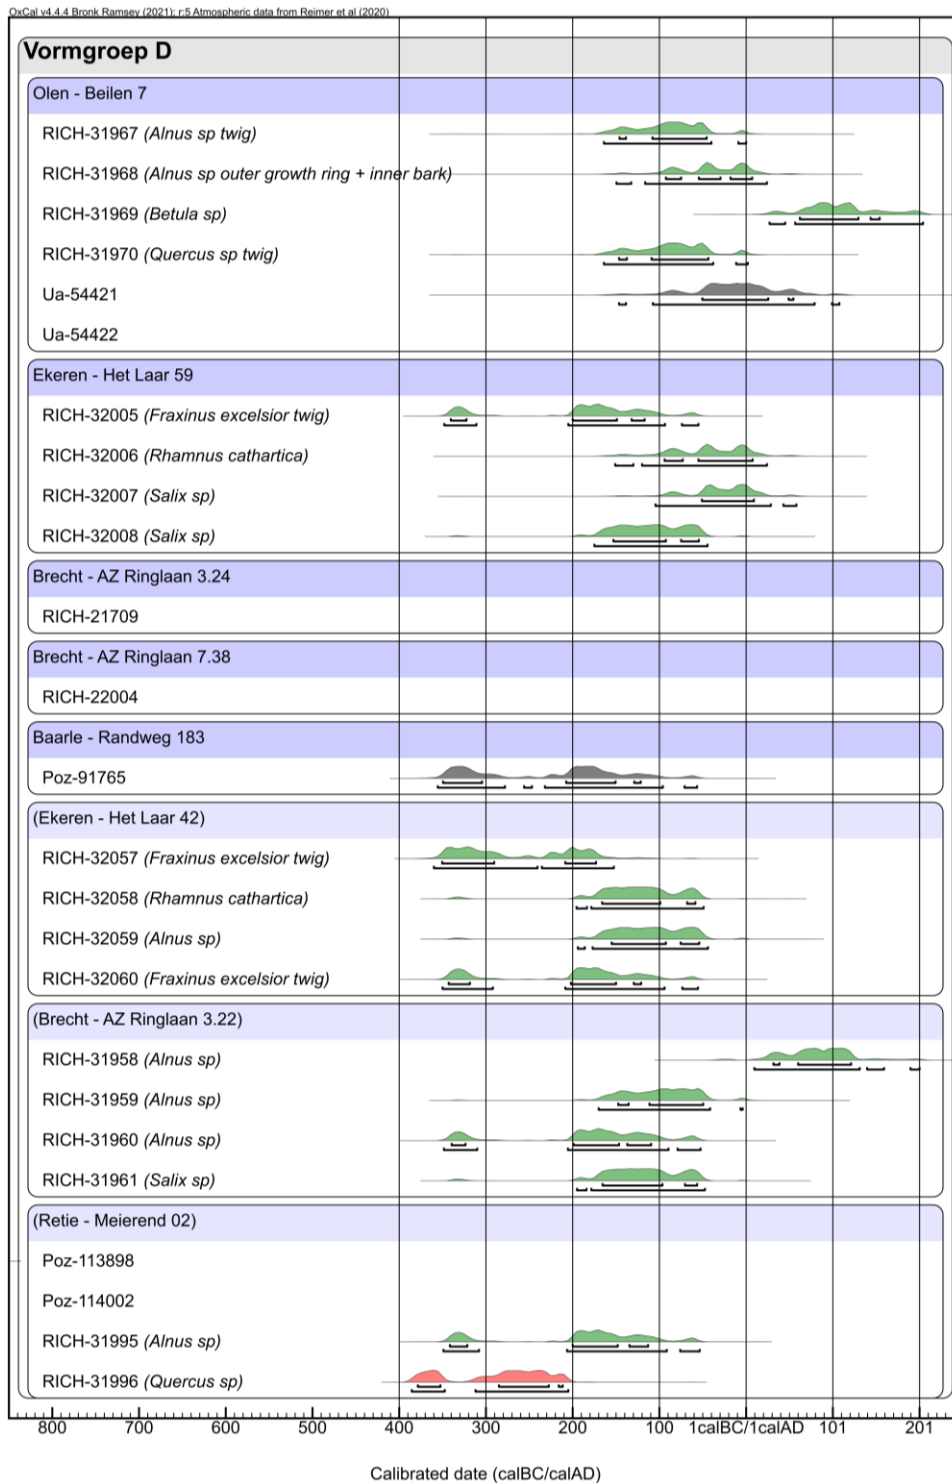 OxCal v4.4.4 Bronk Ramsey (2021); r:5 Atmospheric data from Reimer et al (2020)
Vormgroep D
Olen - Beilen 7
RICH-31967 (Alnus sp twig)
RICH-31968 (Alnus sp outer growth ring + inner bark)
RICH-31969 (Betula sp)
RICH-31970 (Quercus sp twig)
Ua-54421
Ua-54422
Ekeren - Het Laar 59
RICH-32005 (Fraxinus excelsior twig)
RICH-32006 (Rhamnus cathartica)
RICH-32007 (Salix sp)
RICH-32008 (Salix sp)
Brecht - AZ Ringlaan 3.24
RICH-21709
Brecht - AZ Ringlaan 7.38
RICH-22004
Baarle - Randweg 183
Poz-91765
(Ekeren - Het Laar 42)
RICH-32057 (Fraxinus excelsior twig)
RICH-32058 (Rhamnus cathartica)
RICH-32059 (Alnus sp)
RICH-32060 (Fraxinus excelsior twig)
(Brecht - AZ Ringlaan 3.22)
RICH-31958 (Alnus sp)
RICH-31959 (Alnus sp)
RICH-31960 (Alnus sp)
RICH-31961 (Salix sp)
(Retie - Meierend 02)
Poz-113898
Poz-114002
RICH-31995 (Alnus sp)
RICH-31996 (Quercus sp)
800 700 600 500 400 300 200 100 1calBC/1calAD 101 201
Calibrated date (calBC/calAD)